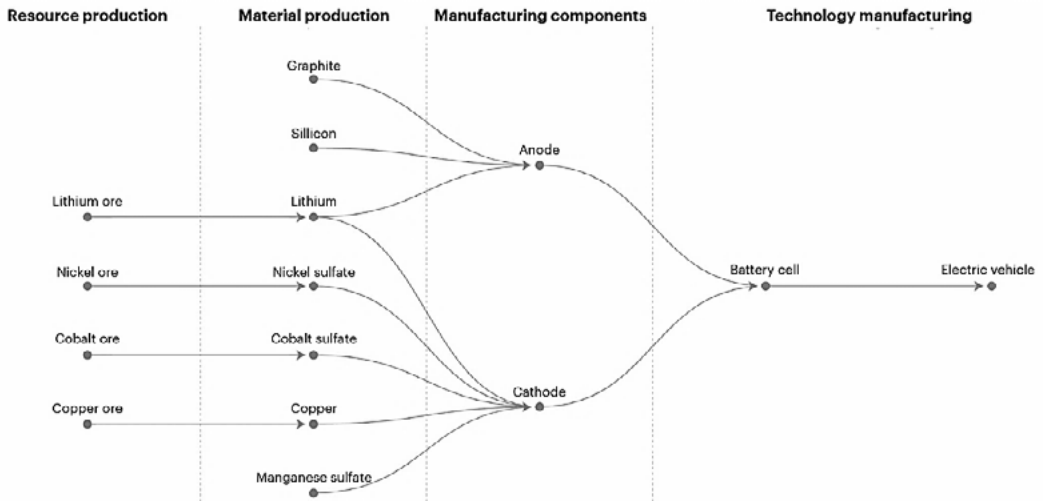 Resource production
Material production
Manufacturing components
Technology manufacturing
Graphite
Sillicon
Anode
Lithium ore
Lithium
Nickel ore
Nickel sulfate
Battery cell
Electric vehicle
Cobalt ore
Cobalt sulfate
Cathode
Copper ore
Copper
Manganese sulfate